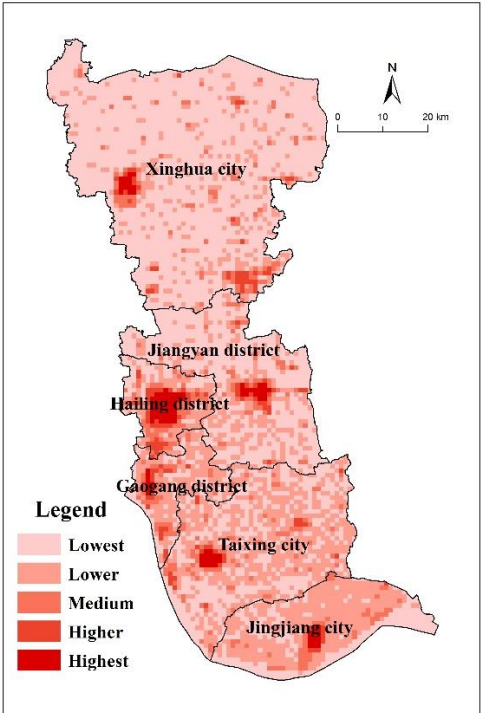 N
0 10 20 km
Xinghua city
Jiangyan district
Hailing district
Gaogang district
Taixing city
Jingjiang city
Legend
Lowest
Lower
Medium
Higher
Highest